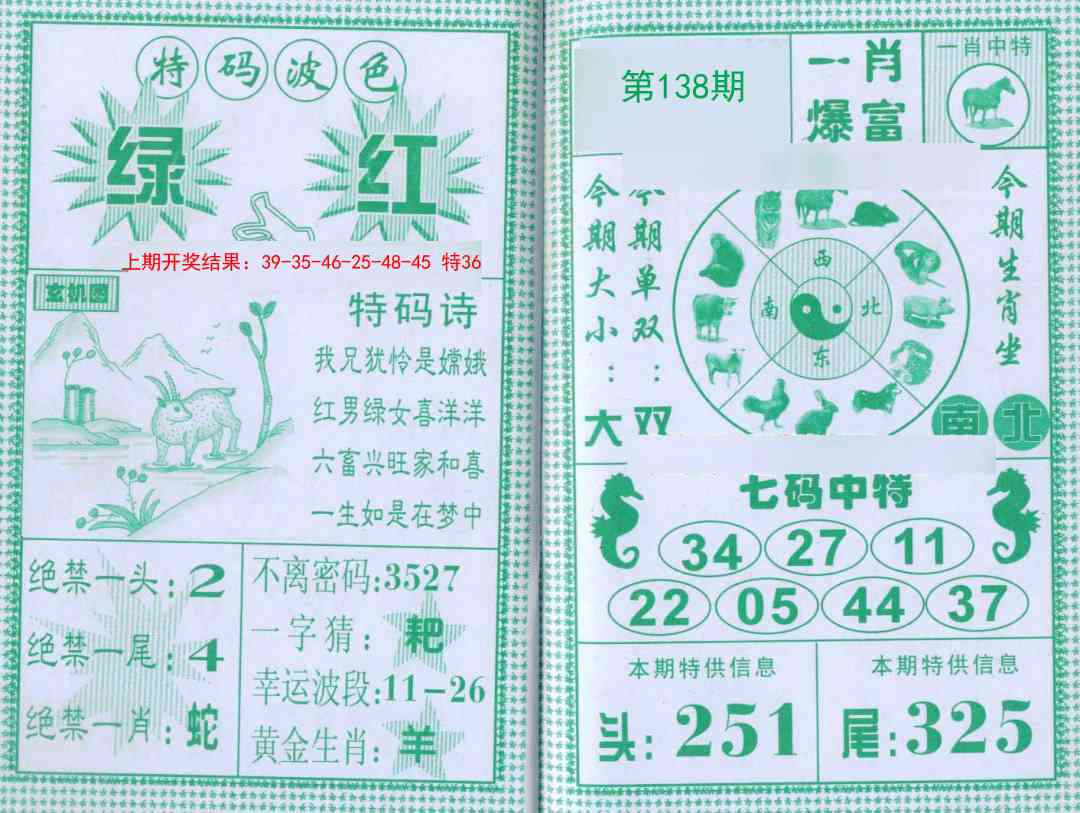 特码波色
绿 红
上期开奖结果：39-35-46-25-48-45 特36
玄机图
特码诗
我兄犹怜是嫦娥
红男绿女喜洋洋
六畜兴旺家和喜
一生如是在梦中
绝禁一头：2
绝禁一尾：4
绝禁一肖：蛇
不离密码：3527
一字猜：耙
幸运波段：11－26
黄金生肖：羊
第138期
一肖
爆富
一肖中特
今期大小：大
今期单双：双
西
南 北
东
今期生肖坐
南 北
七码中特
34 27 11
22 05 44 37
本期特供信息
头：251
本期特供信息
尾：325